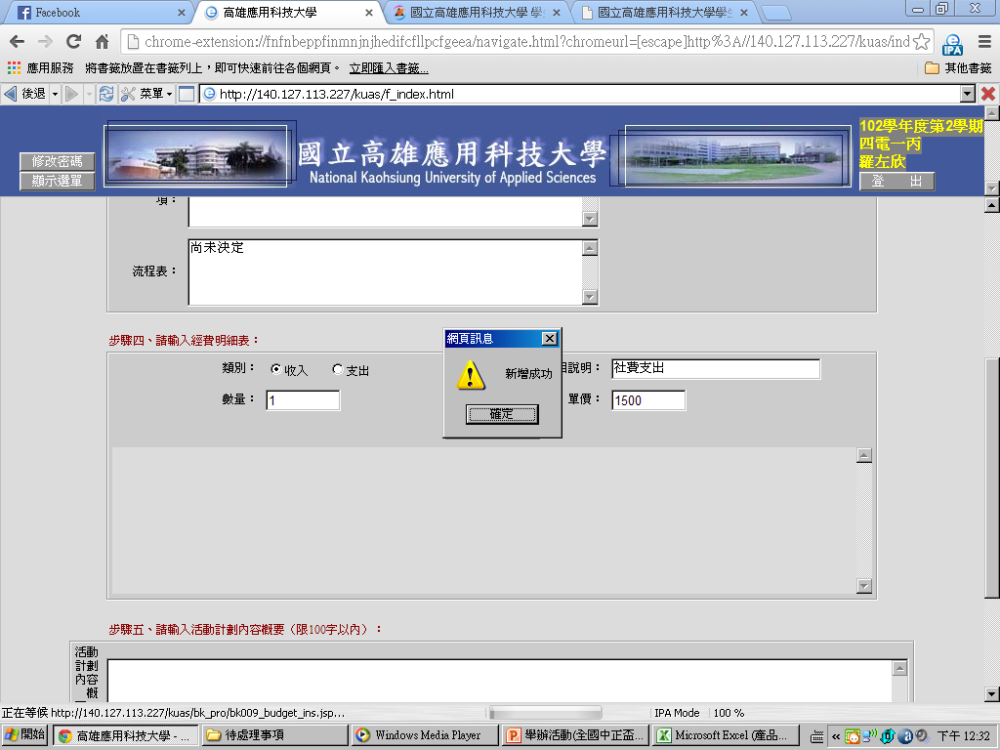 Facebook
高雄應用科技大學
國立高雄應用科技大學 學
國立高雄應用科技大學學
chrome-extension://fnfnbeppfinmnjnjhedifcfllpcfgeea/navigate.html?chromeurl=[escape]http%3A//140.127.113.227/kuas/ind
IPA
應用服務
將書籤放置在書籤列上，即可快速前往各個網頁。
立即匯入書籤...
其他書籤
後退
菜單
http://140.127.113.227/kuas/f_index.html
修改密碼
顯示選單
國立高雄應用科技大學
National Kaohsiung University of Applied Sciences
102學年度第2學期
四電一丙
羅左欣
登 出
項：
流程表：
尚未決定
步驟四、請輸入經費明細表：
類別：
收入
支出
說明：
社費支出
數量：
1
單價：
1500
網頁訊息
新增成功
確定
步驟五、請輸入活動計劃內容概要（限100字以內）：
活動
計劃
內容
概
正在等候 http://140.127.113.227/kuas/bk_pro/bk009_budget_ins.jsp...
IPA Mode
100 %
開始
高雄應用科技大學 - ...
待處理事項
Windows Media Player
舉辦活動(全國中正盃...
Microsoft Excel (產品...
下午 12:32